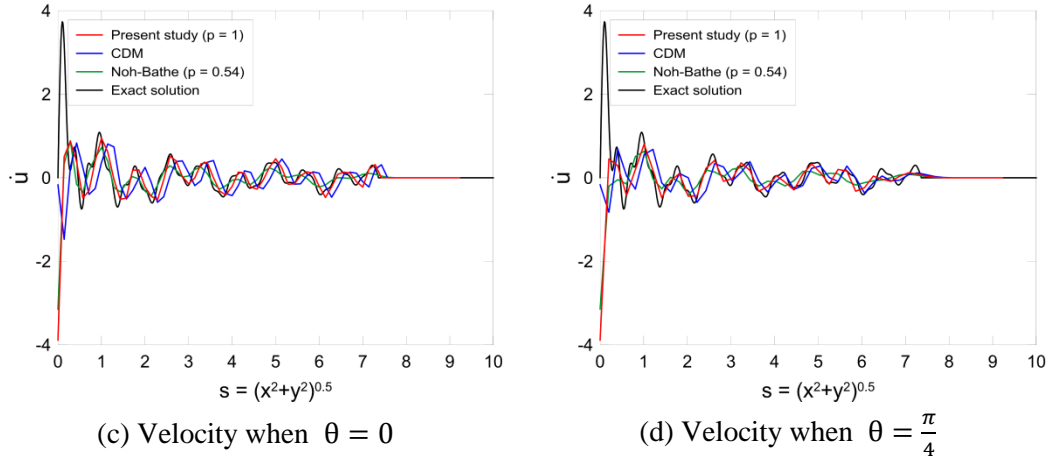 4
Present study (p = 1)
CDM
Noh-Bathe (p = 0.54)
Exact solution
2
u̇
0
-2
-4
0 1 2 3 4 5 6 7 8 9 10
s = (x²+y²)⁰·⁵
(c) Velocity when θ = 0
4
Present study (p = 1)
CDM
Noh-Bathe (p = 0.54)
Exact solution
2
u̇
0
-2
-4
0 1 2 3 4 5 6 7 8 9 10
s = (x²+y²)⁰·⁵
(d) Velocity when θ = π/4